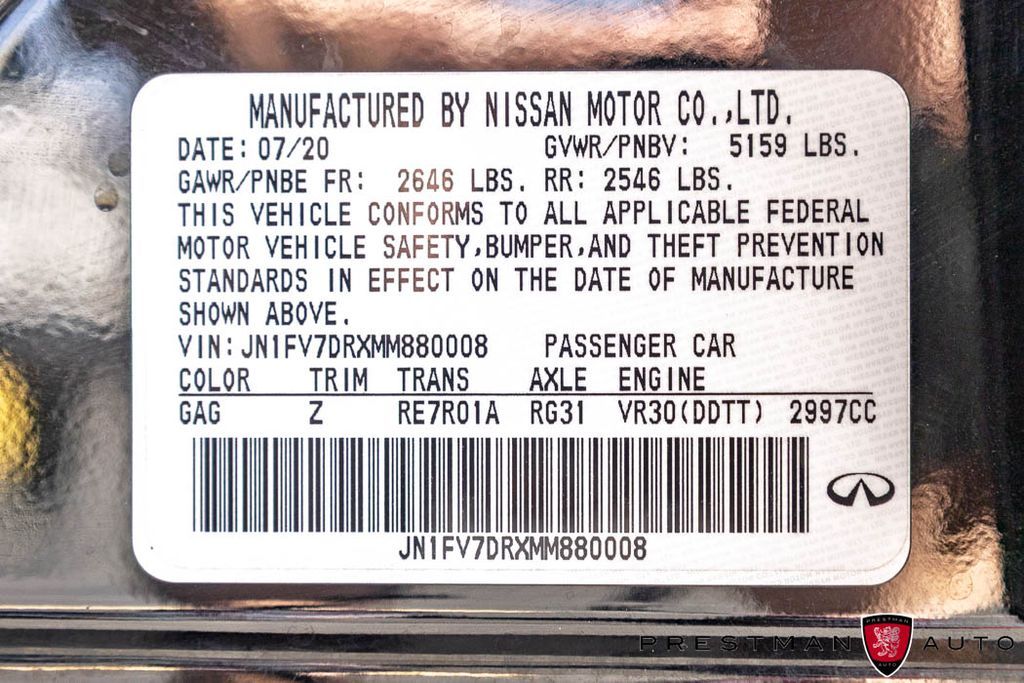 MANUFACTURED BY NISSAN MOTOR CO.,LTD.
DATE: 07/20 GVWR/PNBV: 5159 LBS.
GAWR/PNBE FR: 2646 LBS. RR: 2546 LBS.
THIS VEHICLE CONFORMS TO ALL APPLICABLE FEDERAL
MOTOR VEHICLE SAFETY,BUMPER,AND THEFT PREVENTION
STANDARDS IN EFFECT ON THE DATE OF MANUFACTURE
SHOWN ABOVE.
VIN: JN1FV7DRXMM880008 PASSENGER CAR
COLOR TRIM TRANS AXLE ENGINE
GAG Z RE7R01A RG31 VR30(DDTT) 2997CC
JN1FV7DRXMM880008
PRESTMAN AUTO
PRESTMAN
AUTO